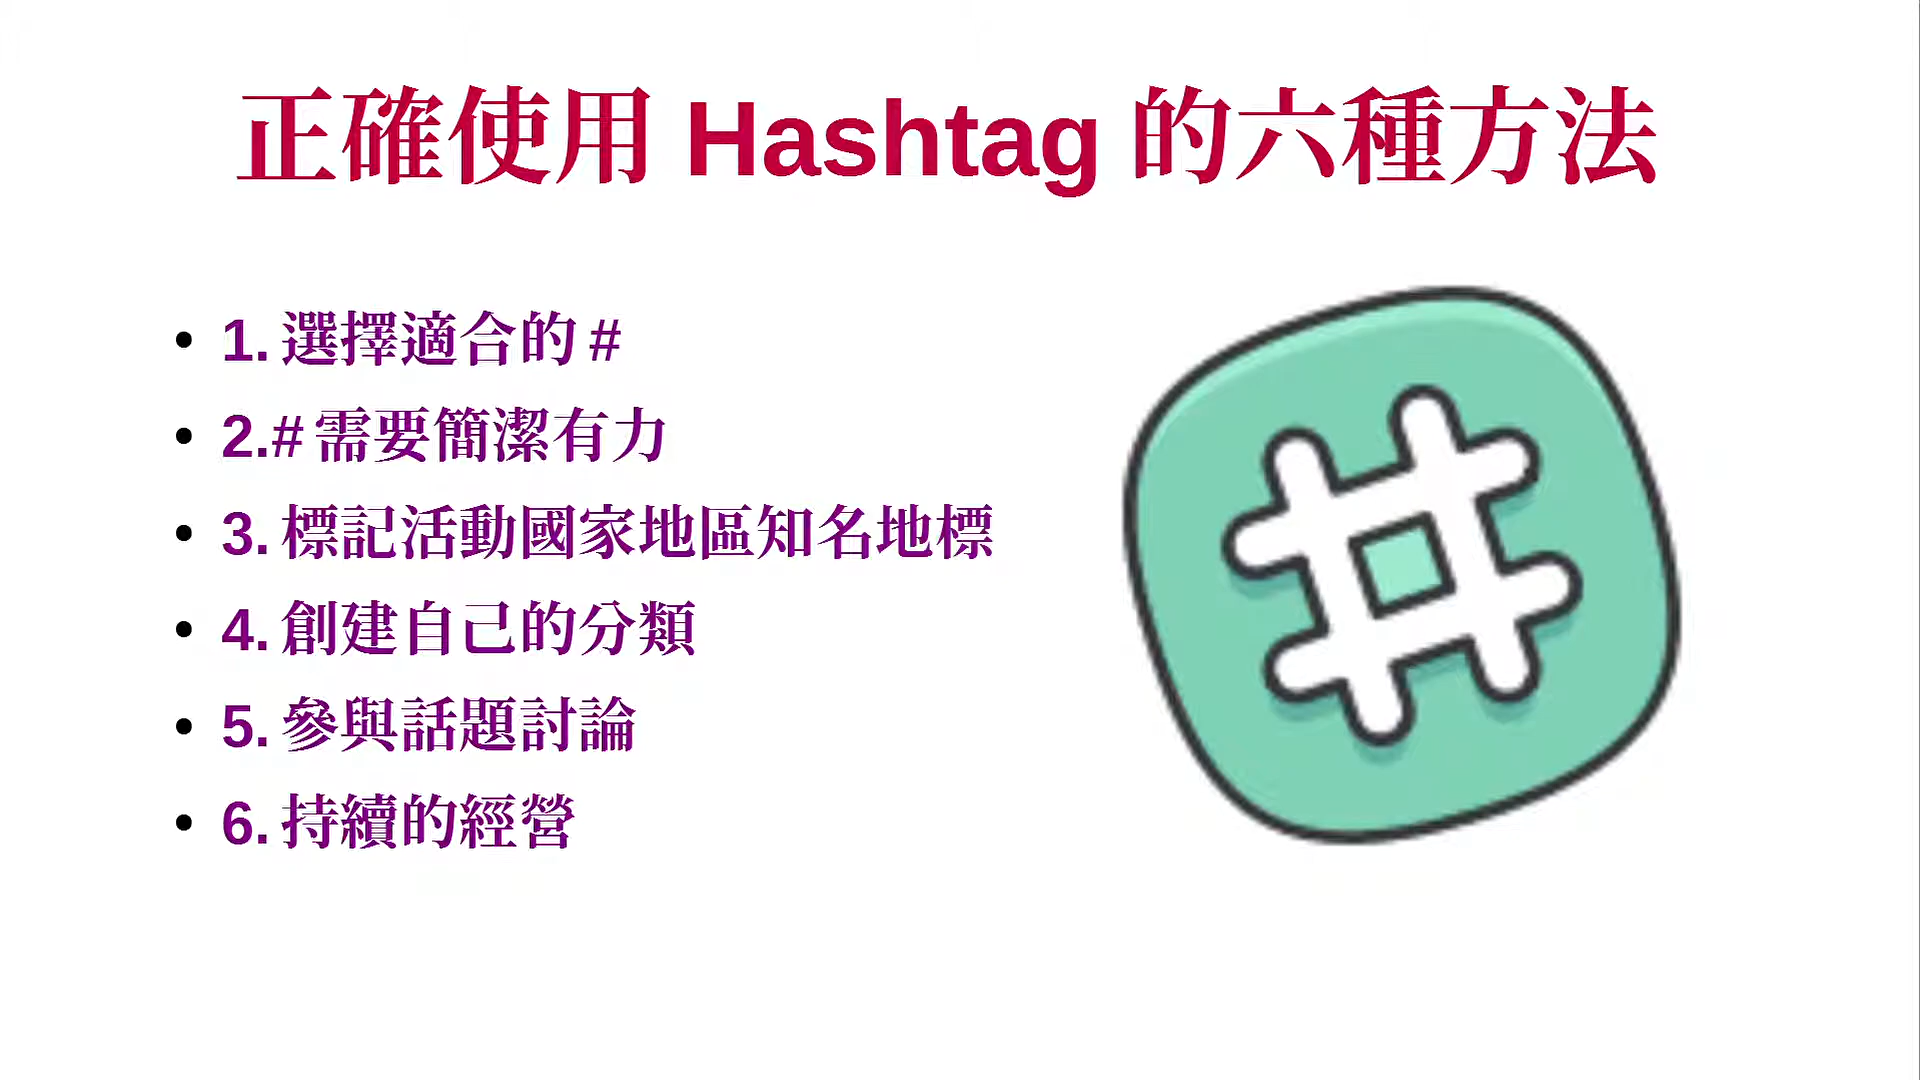 正確使用 Hashtag 的六種方法
• 1. 選擇適合的 #
• 2.# 需要簡潔有力
• 3. 標記活動國家地區知名地標
• 4. 創建自己的分類
• 5. 參與話題討論
• 6. 持續的經營